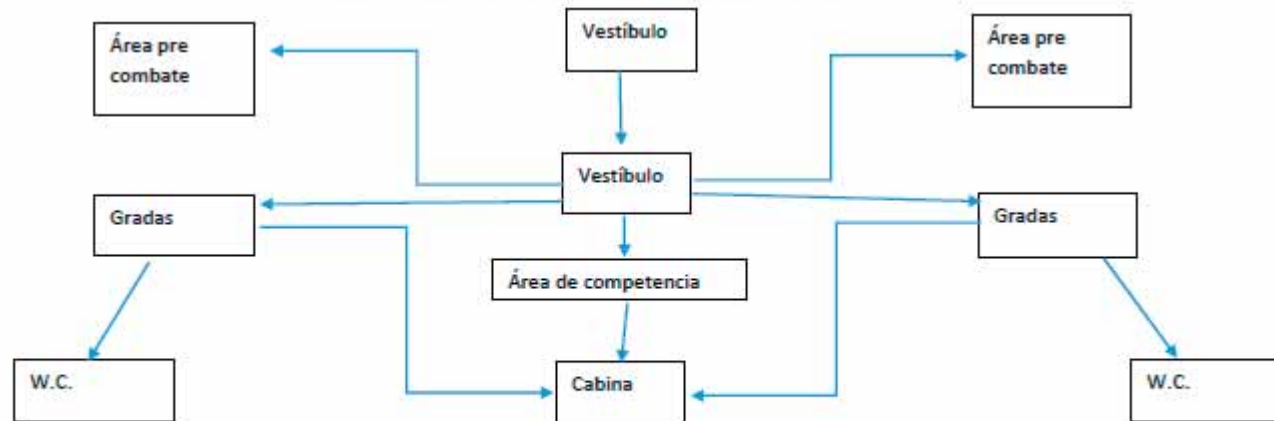 Vestíbulo
Área pre
combate
Área pre
combate
Vestíbulo
Gradas
Gradas
Área de competencia
W.C.
Cabina
W.C.